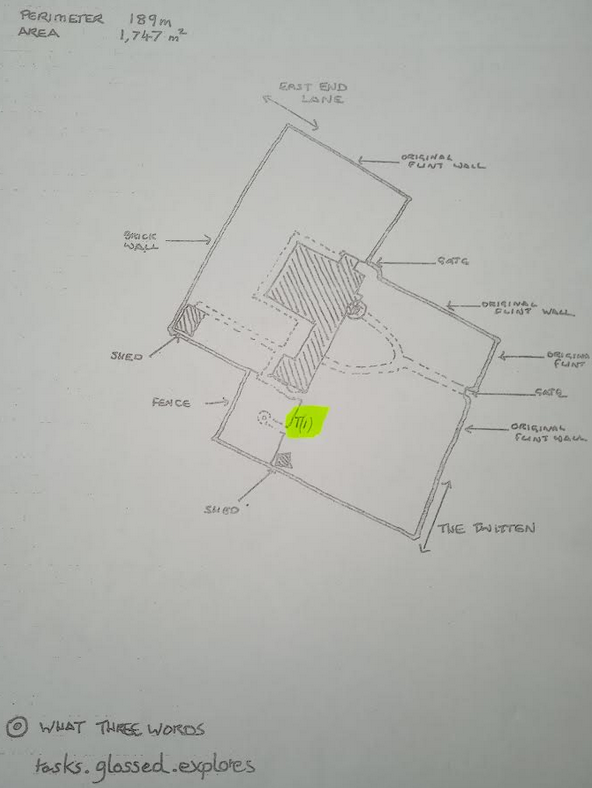 PERIMETER 189m
AREA 1,747 m²
EAST END
LANE
ORIGINAL
FLINT WALL
BRICK
WALL
GATE
ORIGINAL
FLINT WALL
SHED
ORIGINAL
FLINT
GATE
FENCE
T(1)
ORIGINAL
FLINT WALL
SHED
THE TWITTEN
WHAT THREE WORDS
tasks.glossed.explores